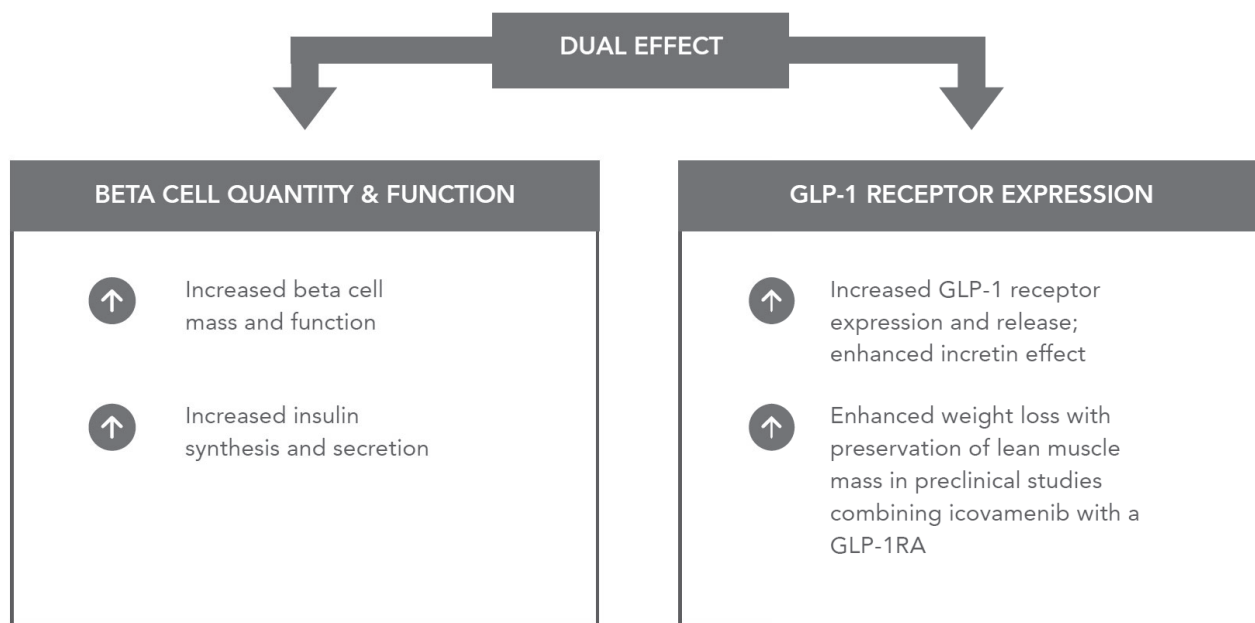 DUAL EFFECT
BETA CELL QUANTITY & FUNCTION
Increased beta cell
mass and function
Increased insulin
synthesis and secretion
GLP-1 RECEPTOR EXPRESSION
Increased GLP-1 receptor
expression and release;
enhanced incretin effect
Enhanced weight loss with
preservation of lean muscle
mass in preclinical studies
combining icovamenib with a
GLP-1RA